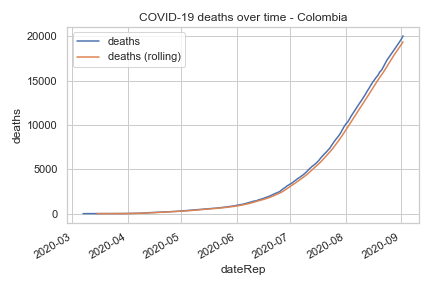 COVID-19 deaths over time - Colombia
deaths
deaths (rolling)
20000
15000
10000
5000
0
deaths
2020-03
2020-04
2020-05
2020-06
2020-07
2020-08
2020-09
dateRep